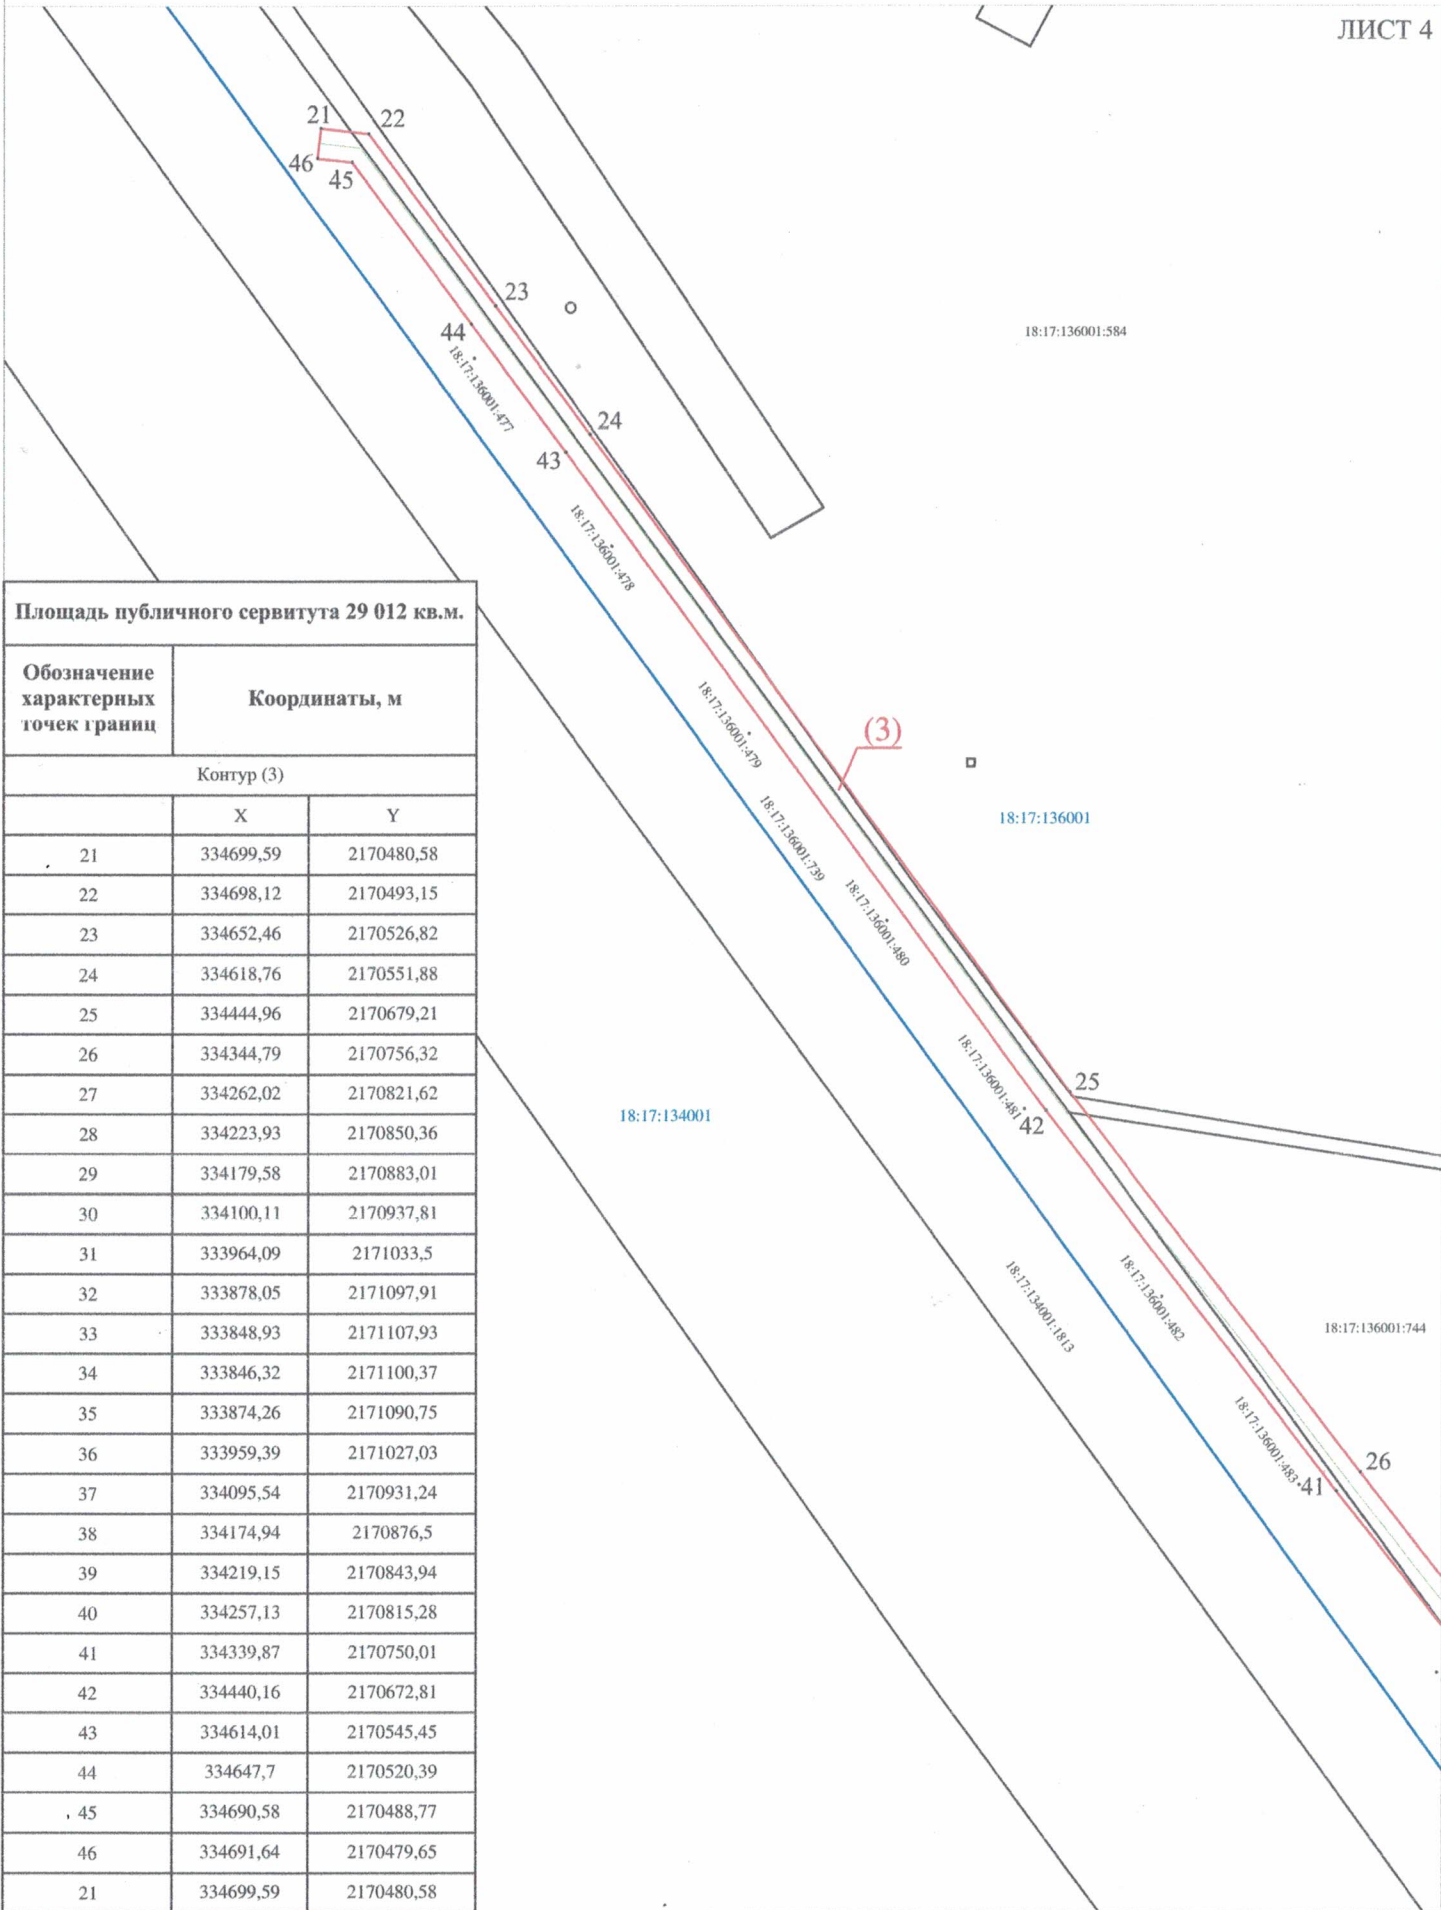 ЛИСТ 4
21
22
46
45
23
44
18:17:136001:477
18:17:136001:584
24
43
18:17:136001:478
18:17:136001:479
(3)
18:17:136001
18:17:136001:739
18:17:136001:480
18:17:136001:481
25
42
18:17:134001
18:17:136001:482
18:17:134001:1813
18:17:136001:744
18:17:136001:483
26
41
Площадь публичного сервитута 29 012 кв.м.
Обозначение
характерных
точек границ
Координаты, м
Контур (3)
X Y
21 334699,59 2170480,58
22 334698,12 2170493,15
23 334652,46 2170526,82
24 334618,76 2170551,88
25 334444,96 2170679,21
26 334344,79 2170756,32
27 334262,02 2170821,62
28 334223,93 2170850,36
29 334179,58 2170883,01
30 334100,11 2170937,81
31 333964,09 2171033,5
32 333878,05 2171097,91
33 333848,93 2171107,93
34 333846,32 2171100,37
35 333874,26 2171090,75
36 333959,39 2171027,03
37 334095,54 2170931,24
38 334174,94 2170876,5
39 334219,15 2170843,94
40 334257,13 2170815,28
41 334339,87 2170750,01
42 334440,16 2170672,81
43 334614,01 2170545,45
44 334647,7 2170520,39
45 334690,58 2170488,77
46 334691,64 2170479,65
21 334699,59 2170480,58